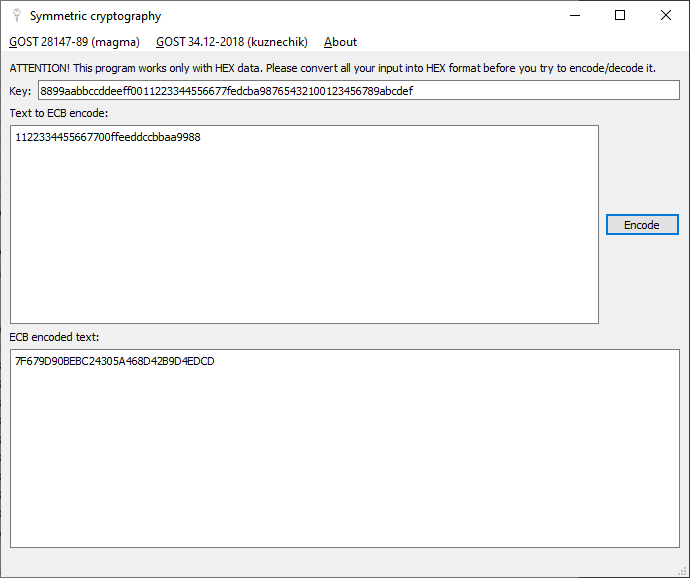 Symmetric cryptography
GOST 28147-89 (magma) GOST 34.12-2018 (kuznechik) About
ATTENTION! This program works only with HEX data. Please convert all your input into HEX format before you try to encode/decode it.
Key: 8899aabbccddeeff0011223344556677fedcba98765432100123456789abcdef
Text to ECB encode:
1122334455667700ffeeddccbbaa9988
Encode
ECB encoded text:
7F679D90BEBC24305A468D42B9D4EDCD